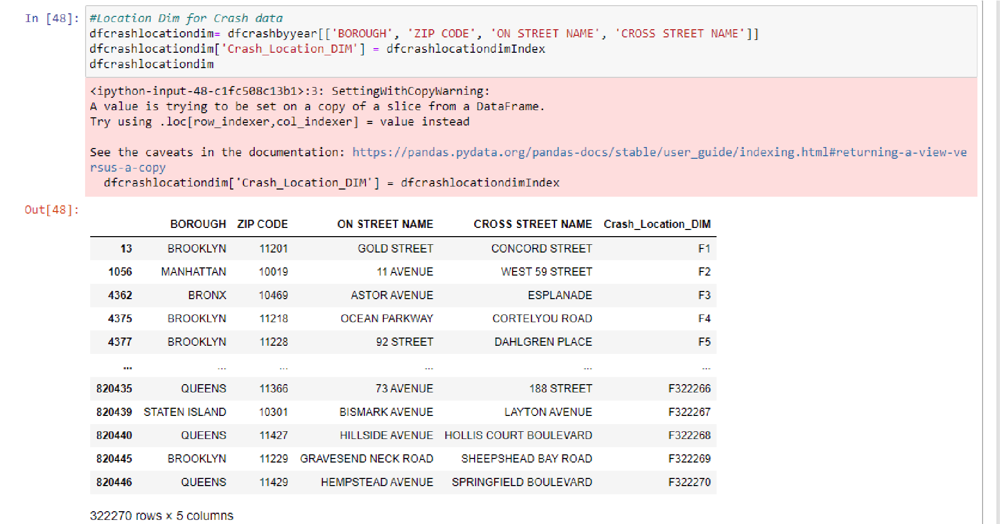 In [48]: #Location Dim for Crash data
dfcrashlocationdim= dfcrashbyyear[['BOROUGH', 'ZIP CODE', 'ON STREET NAME', 'CROSS STREET NAME']]
dfcrashlocationdim['Crash_Location_DIM'] = dfcrashlocationdimIndex
dfcrashlocationdim
<ipython-input-48-c1fc508c13b1>:3: SettingWithCopyWarning:
A value is trying to be set on a copy of a slice from a DataFrame.
Try using .loc[row_indexer,col_indexer] = value instead
See the caveats in the documentation: https://pandas.pydata.org/pandas-docs/stable/user_guide/indexing.html#returning-a-view-ve
rsus-a-copy
dfcrashlocationdim['Crash_Location_DIM'] = dfcrashlocationdimIndex
Out[48]:
BOROUGH ZIP CODE ON STREET NAME CROSS STREET NAME Crash_Location_DIM
13 BROOKLYN 11201 GOLD STREET CONCORD STREET F1
1056 MANHATTAN 10019 11 AVENUE WEST 59 STREET F2
4362 BRONX 10469 ASTOR AVENUE ESPLANADE F3
4375 BROOKLYN 11218 OCEAN PARKWAY CORTELYOU ROAD F4
4377 BROOKLYN 11228 92 STREET DAHLGREN PLACE F5
... ... ... ... ... ...
820435 QUEENS 11366 73 AVENUE 188 STREET F322266
820439 STATEN ISLAND 10301 BISMARK AVENUE LAYTON AVENUE F322267
820440 QUEENS 11427 HILLSIDE AVENUE HOLLIS COURT BOULEVARD F322268
820445 BROOKLYN 11229 GRAVESEND NECK ROAD SHEEPSHEAD BAY ROAD F322269
820446 QUEENS 11429 HEMPSTEAD AVENUE SPRINGFIELD BOULEVARD F322270
322270 rows × 5 columns